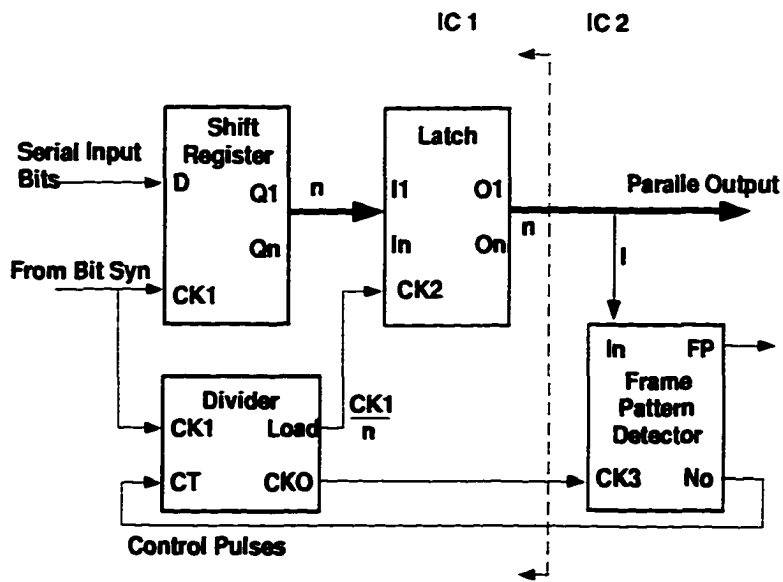 IC 1
IC 2
Shift
Register
Serial Input
Bits
D
Q1
Qn
From Bit Syn
CK1
n
Latch
I1
O1
In
On
CK2
n
Paralle Output
I
In
FP
Frame
Pattern
Detector
CK3
No
Divider
CK1
Load
CT
CKO
CK1
n
Control Pulses